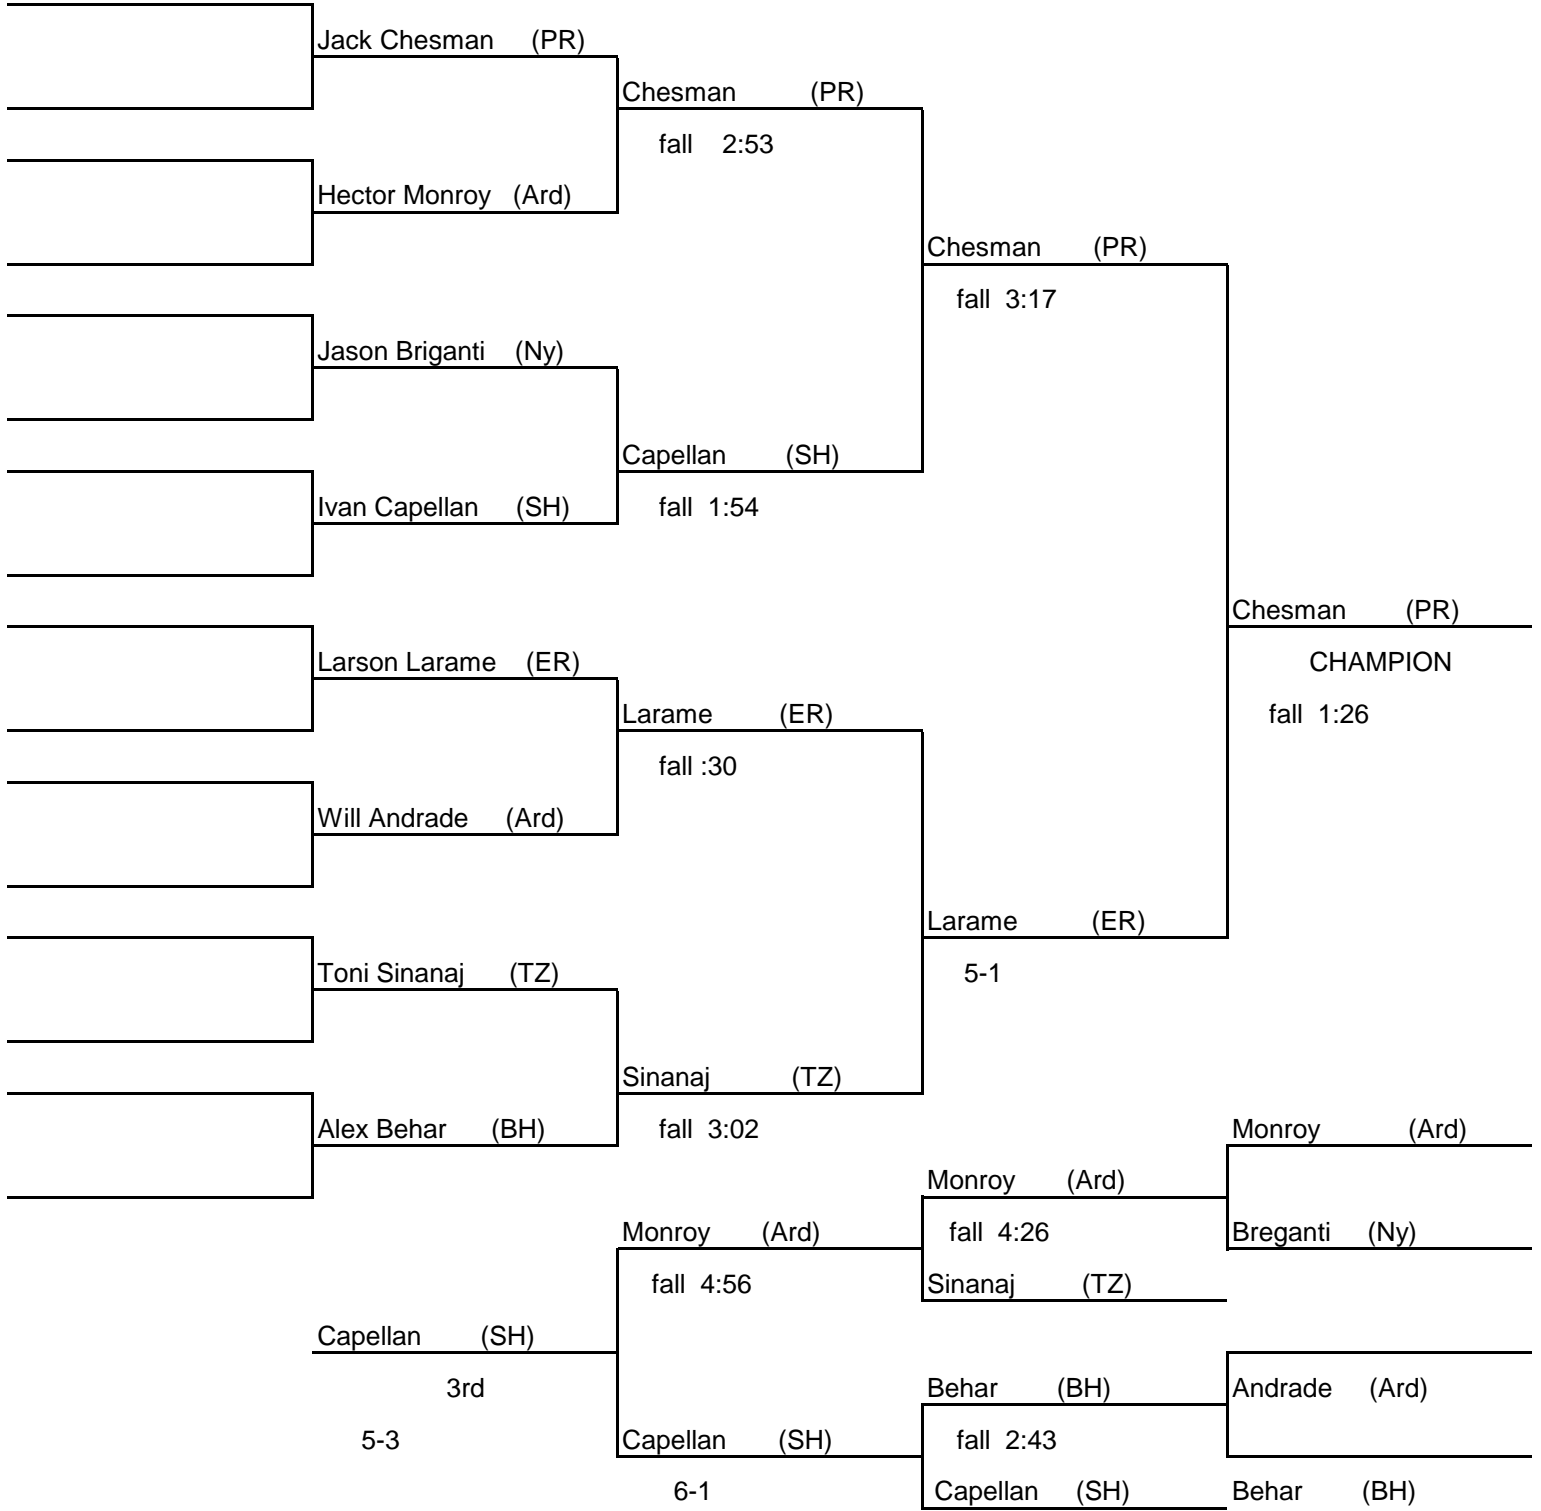 Jack Chesman (PR)
Chesman (PR)
fall 2:53
Hector Monroy (Ard)
Chesman (PR)
fall 3:17
Jason Briganti (Ny)
Capellan (SH)
Ivan Capellan (SH)
fall 1:54
Chesman (PR)
Larson Larame (ER)
CHAMPION
Larame (ER)
fall 1:26
fall :30
Will Andrade (Ard)
Larame (ER)
Toni Sinanaj (TZ)
5-1
Sinanaj (TZ)
Alex Behar (BH)
fall 3:02
Monroy (Ard)
Monroy (Ard)
Monroy (Ard)
fall 4:26
Breganti (Ny)
fall 4:56
Sinanaj (TZ)
Capellan (SH)
3rd
Behar (BH)
Andrade (Ard)
5-3
Capellan (SH)
fall 2:43
6-1
Capellan (SH)
Behar (BH)